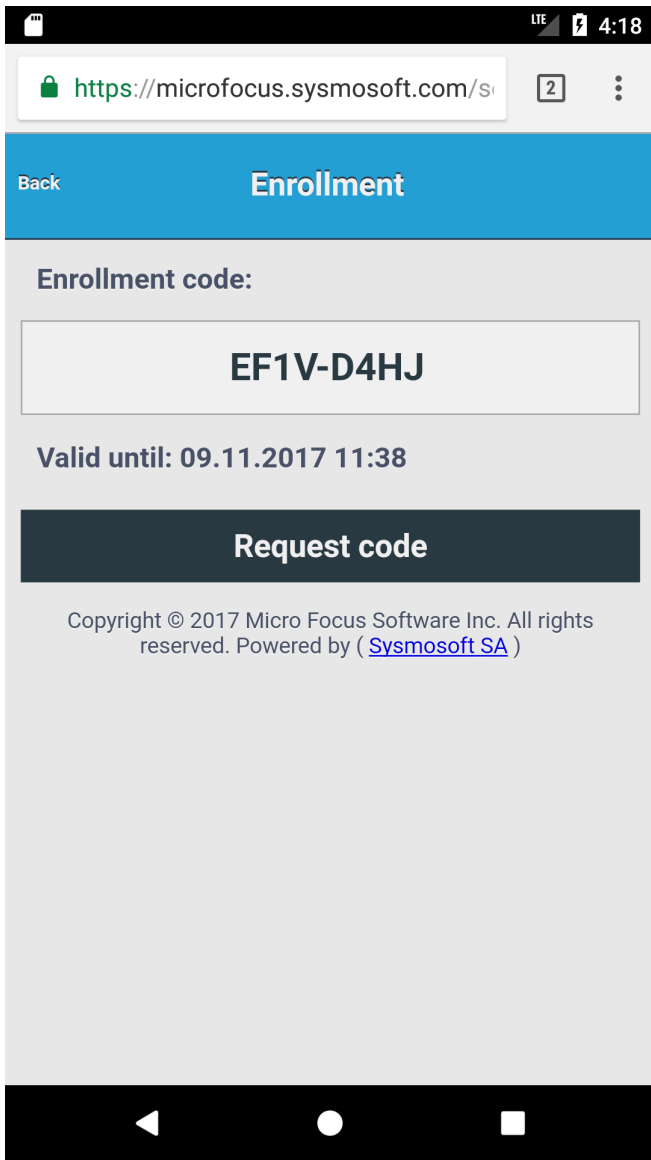 LTE 4:18
https://microfocus.sysmosoft.com/s
2
Back
Enrollment
Enrollment code:
EF1V-D4HJ
Valid until: 09.11.2017 11:38
Request code
Copyright © 2017 Micro Focus Software Inc. All rights
reserved. Powered by ( Sysmosoft SA )